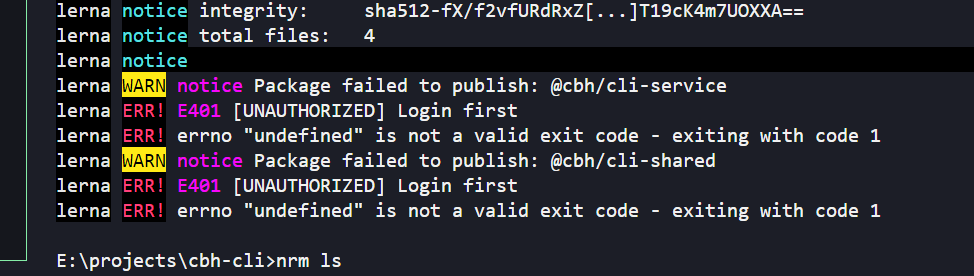 lerna notice integrity:     sha512-fX/f2vfURdRxZ[...]T19cK4m7UOXXA==
lerna notice total files:   4
lerna notice
lerna WARN notice Package failed to publish: @cbh/cli-service
lerna ERR! E401 [UNAUTHORIZED] Login first
lerna ERR! errno "undefined" is not a valid exit code - exiting with code 1
lerna WARN notice Package failed to publish: @cbh/cli-shared
lerna ERR! E401 [UNAUTHORIZED] Login first
lerna ERR! errno "undefined" is not a valid exit code - exiting with code 1
E:\projects\cbh-cli>nrm ls